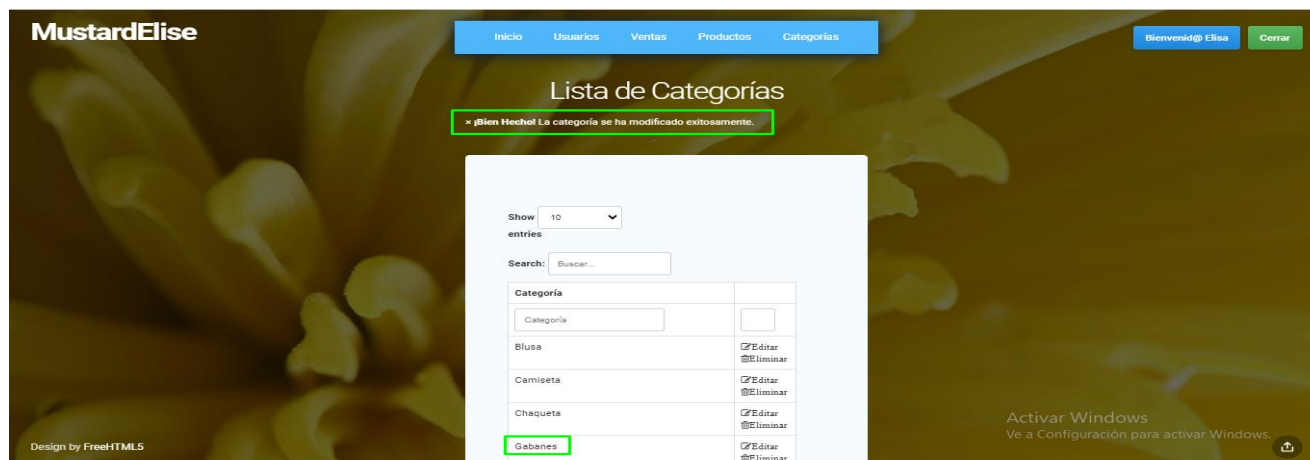 MustardElise
Inicio Usuarios Ventas Productos Categorías
Bienvenid@ Elisa Cerrar
Lista de Categorías
× ¡Bien Hecho! La categoría se ha modificado exitosamente.
Show 10
entries
Search: Buscar...
Categoría
Categoría
Blusa Editar
Eliminar
Camiseta Editar
Eliminar
Chaqueta Editar
Eliminar
Gabanes Editar
Eliminar
Activar Windows
Ve a Configuración para activar Windows.
Design by FreeHTML5